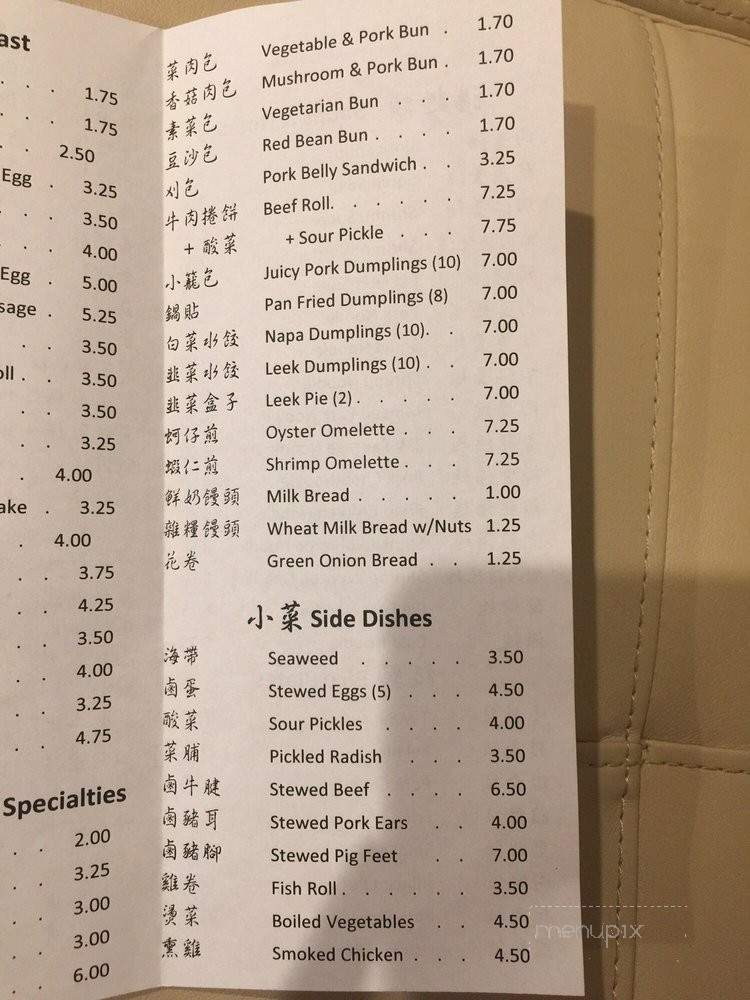 ast
. . . 1.75
. . . 1.75
. . 2.50
Egg . 3.25
. . . 3.50
. . . 4.00
Egg . 5.00
sage . 5.25
. . 3.50
oll . . 3.50
. . . 3.50
. . 3.25
. 4.00
ake . 3.25
. 4.00
. . 3.75
. . 4.25
. . 3.50
. . 4.00
. . 3.25
. . 4.75
Specialties
. . 2.00
. . 3.25
. . 3.00
. . 3.00
. . 6.00
菜肉包 Vegetable & Pork Bun . 1.70
香菇肉包 Mushroom & Pork Bun . 1.70
素菜包 Vegetarian Bun . . . 1.70
豆沙包 Red Bean Bun . . . . 1.70
刈包 Pork Belly Sandwich . . 3.25
牛肉捲餅 Beef Roll. . . . . . 7.25
+ 酸菜 + Sour Pickle . . . 7.75
小籠包 Juicy Pork Dumplings (10) 7.00
鍋貼 Pan Fried Dumplings (8) 7.00
白菜水餃 Napa Dumplings (10). . 7.00
韭菜水餃 Leek Dumplings (10) . . 7.00
韭菜盒子 Leek Pie (2) . . . . . 7.00
蚵仔煎 Oyster Omelette . . . 7.25
蝦仁煎 Shrimp Omelette . . . 7.25
鮮奶饅頭 Milk Bread . . . . . 1.00
雜糧饅頭 Wheat Milk Bread w/Nuts 1.25
花卷 Green Onion Bread . . 1.25
小菜 Side Dishes
海帶 Seaweed . . . . . 3.50
鹵蛋 Stewed Eggs (5) . . . 4.50
酸菜 Sour Pickles . . . . 4.00
菜脯 Pickled Radish . . . 3.50
鹵牛腱 Stewed Beef . . . . 6.50
鹵豬耳 Stewed Pork Ears . . 4.00
鹵豬腳 Stewed Pig Feet . . 7.00
雞卷 Fish Roll . . . . . . 3.50
燙菜 Boiled Vegetables . . 4.50
熏雞 Smoked Chicken . . . 4.50
menupix